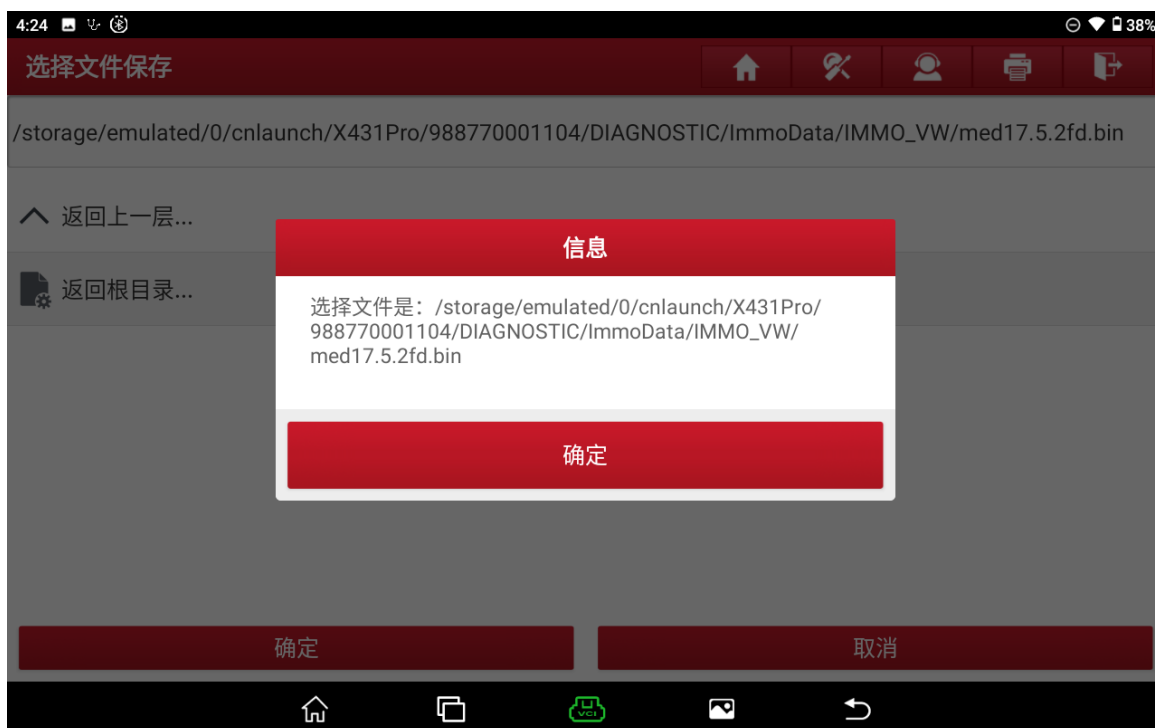 4:24 38%
选择文件保存
/storage/emulated/0/cnlaunch/X431Pro/988770001104/DIAGNOSTIC/ImmoData/IMMO_VW/med17.5.2fd.bin
返回上一层...
返回根目录...
信息
选择文件是：/storage/emulated/0/cnlaunch/X431Pro/
988770001104/DIAGNOSTIC/ImmoData/IMMO_VW/
med17.5.2fd.bin
确定
确定 取消
VCI